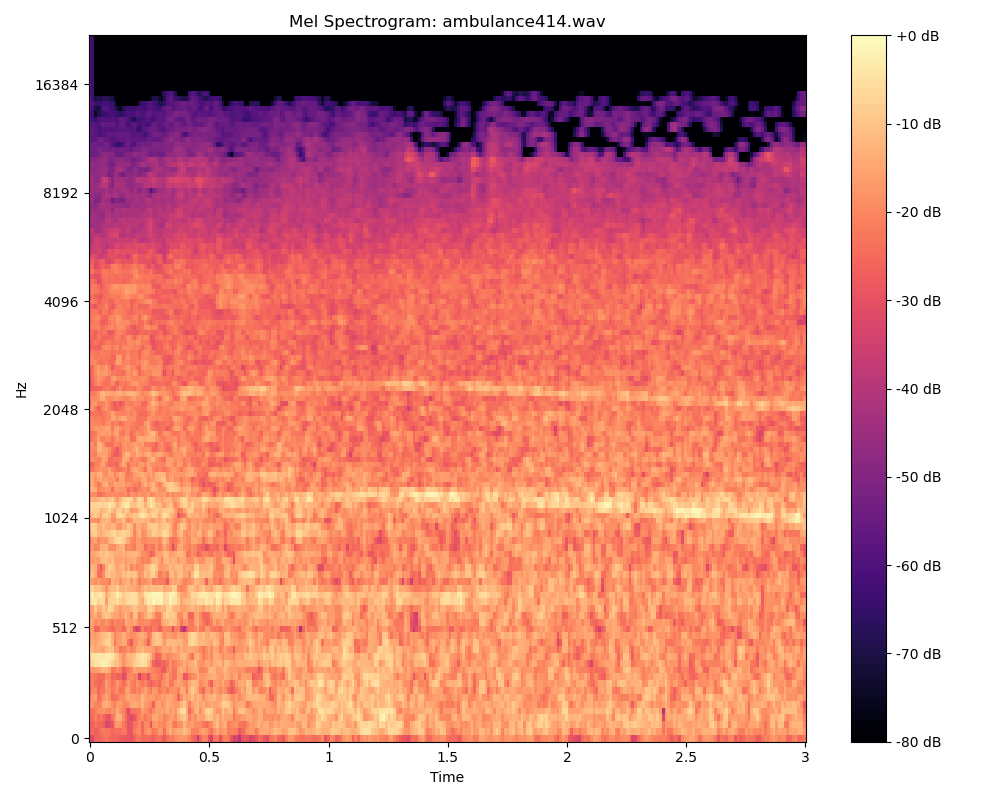 Mel Spectrogram: ambulance414.wav
+0 dB
16384
-10 dB
8192
-20 dB
4096
-30 dB
Hz
2048
-40 dB
-50 dB
1024
-60 dB
512
-70 dB
0
-80 dB
0 0.5 1 1.5 2 2.5 3
Time